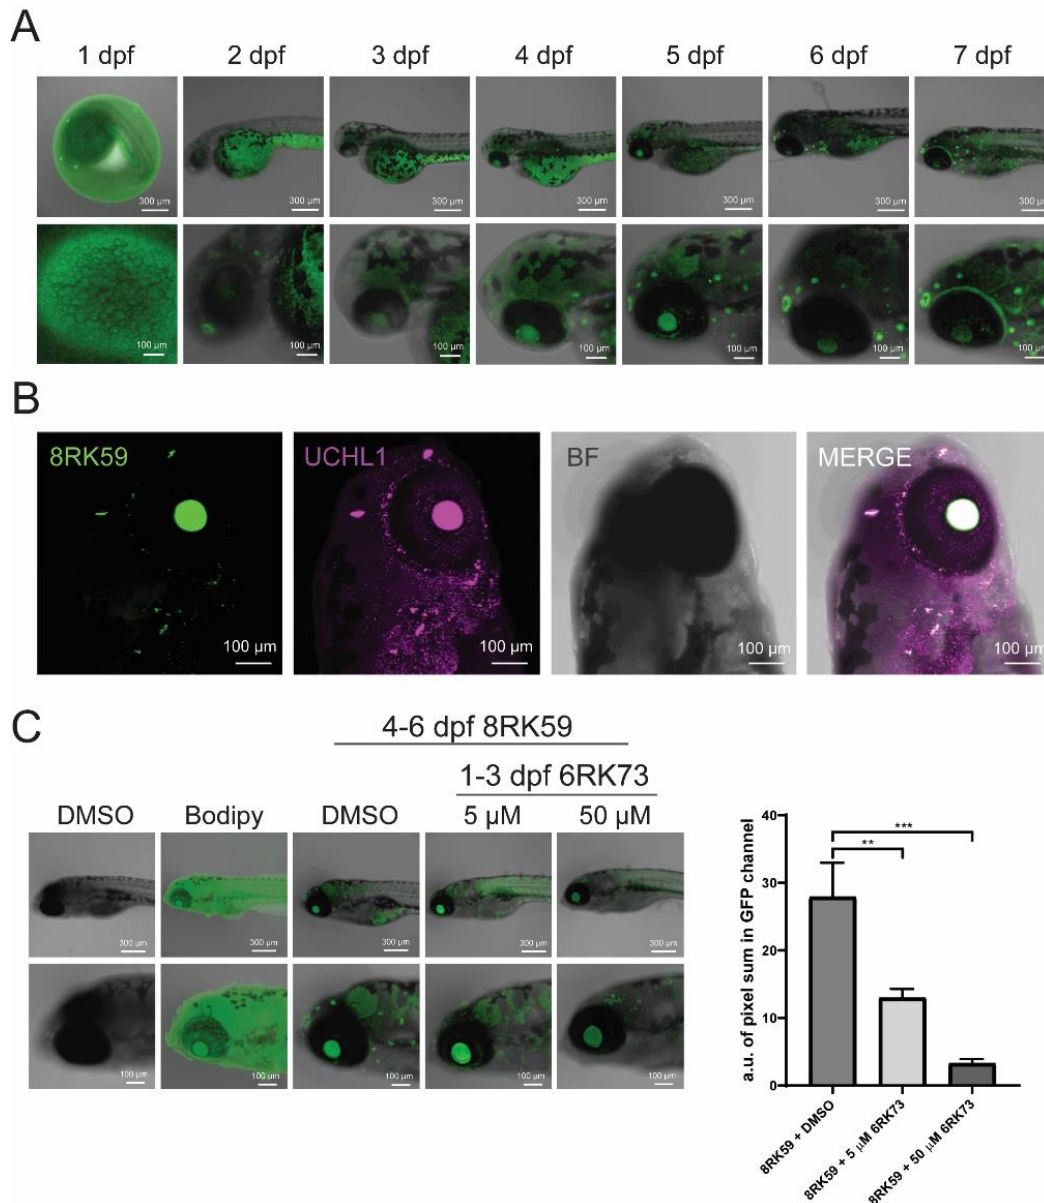 A
1 dpf 2 dpf 3 dpf 4 dpf 5 dpf 6 dpf 7 dpf
300 µm 300 µm 300 µm 300 µm 300 µm 300 µm 300 µm
100 µm 100 µm 100 µm 100 µm 100 µm 100 µm 100 µm
B
8RK59 UCHL1 BF MERGE
100 µm 100 µm 100 µm 100 µm
C
4-6 dpf 8RK59
1-3 dpf 6RK73
DMSO Bodipy DMSO 5 µM 50 µM
300 µm 300 µm 300 µm 300 µm 300 µm
100 µm 100 µm 100 µm 100 µm 100 µm
a.u. of pixel sum in GFP channel
40
30
20
10
0
***
**
8RK59 + DMSO
8RK59 + 5 µM 6RK73
8RK59 + 50 µM 6RK73